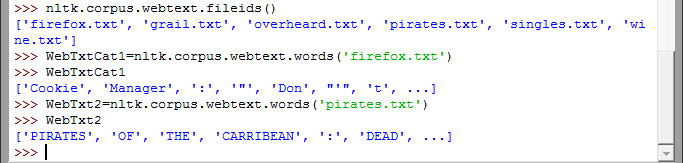 >>> nltk.corpus.webtext.fileids()
['firefox.txt', 'grail.txt', 'overheard.txt', 'pirates.txt', 'singles.txt', 'wi
ne.txt']
>>> WebTxtCat1=nltk.corpus.webtext.words('firefox.txt')
>>> WebTxtCat1
['Cookie', 'Manager', ':', '"', 'Don', "'", 't', ...]
>>> WebTxt2=nltk.corpus.webtext.words('pirates.txt')
>>> WebTxt2
['PIRATES', 'OF', 'THE', 'CARRIBEAN', ':', 'DEAD', ...]
>>>